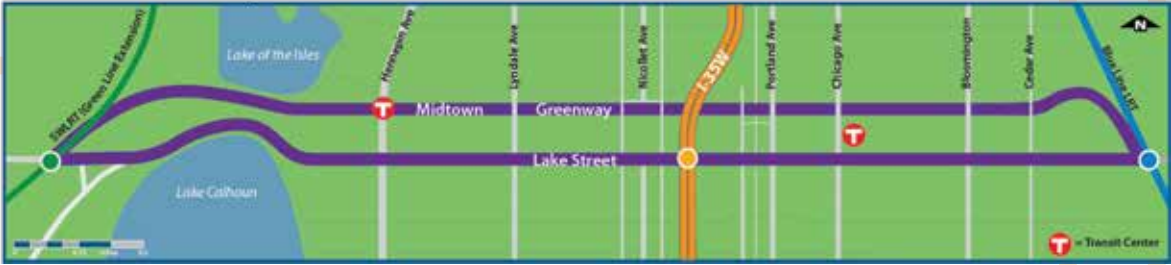 N
SWLRT (Green Line Extension)
Lake of the Isles
Hennepin Ave
Lyndale Ave
Nicollet Ave
I-35W
Portland Ave
Chicago Ave
Bloomington
Cedar Ave
Blue Line LRT
T
Midtown Greenway
T
Lake Street
Lake Calhoun
T = Transit Center